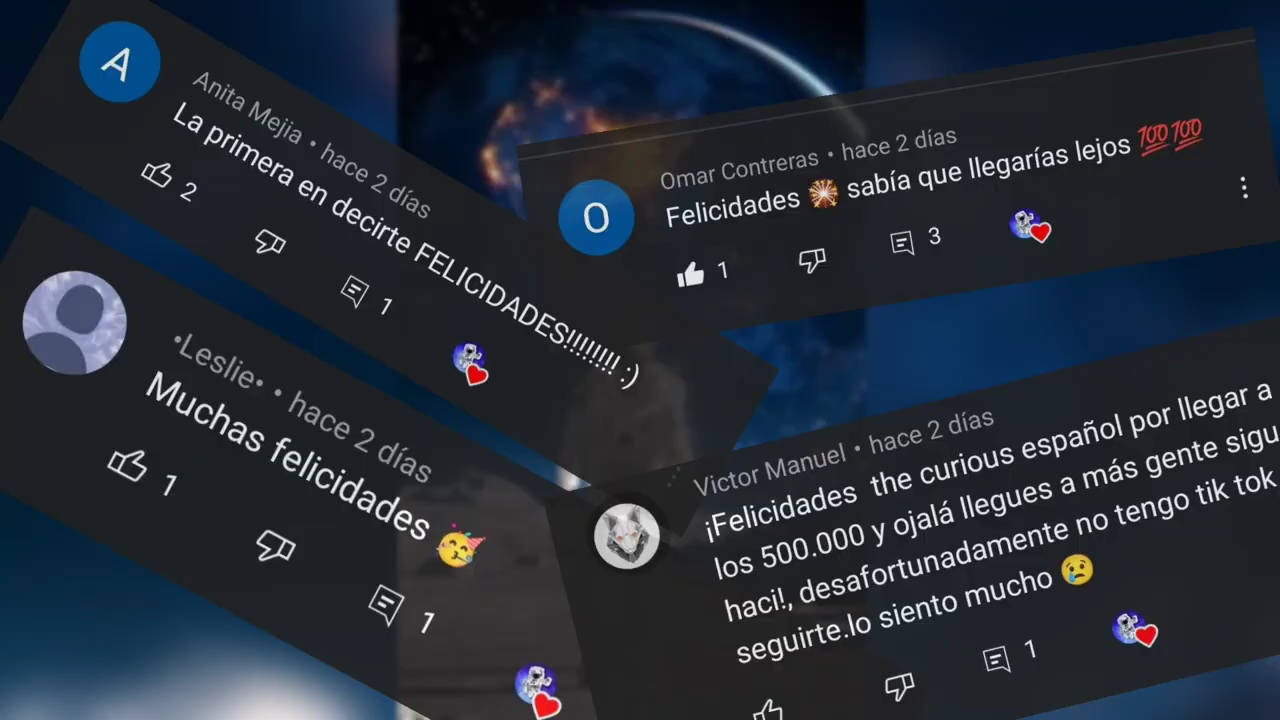 A
Anita Mejia • hace 2 días
La primera en decirte FELICIDADES!!!!!!!! :)
2
1
O
Omar Contreras • hace 2 días
Felicidades 🎇 sabía que llegarías lejos 💯💯
1
3
•Leslie• • hace 2 días
Muchas felicidades 🥳
1
1
Victor Manuel • hace 2 días
¡Felicidades the curious español por llegar a
los 500.000 y ojalá llegues a más gente sigu
haci!, desafortunadamente no tengo tik tok
seguirte.lo siento mucho 😢
1